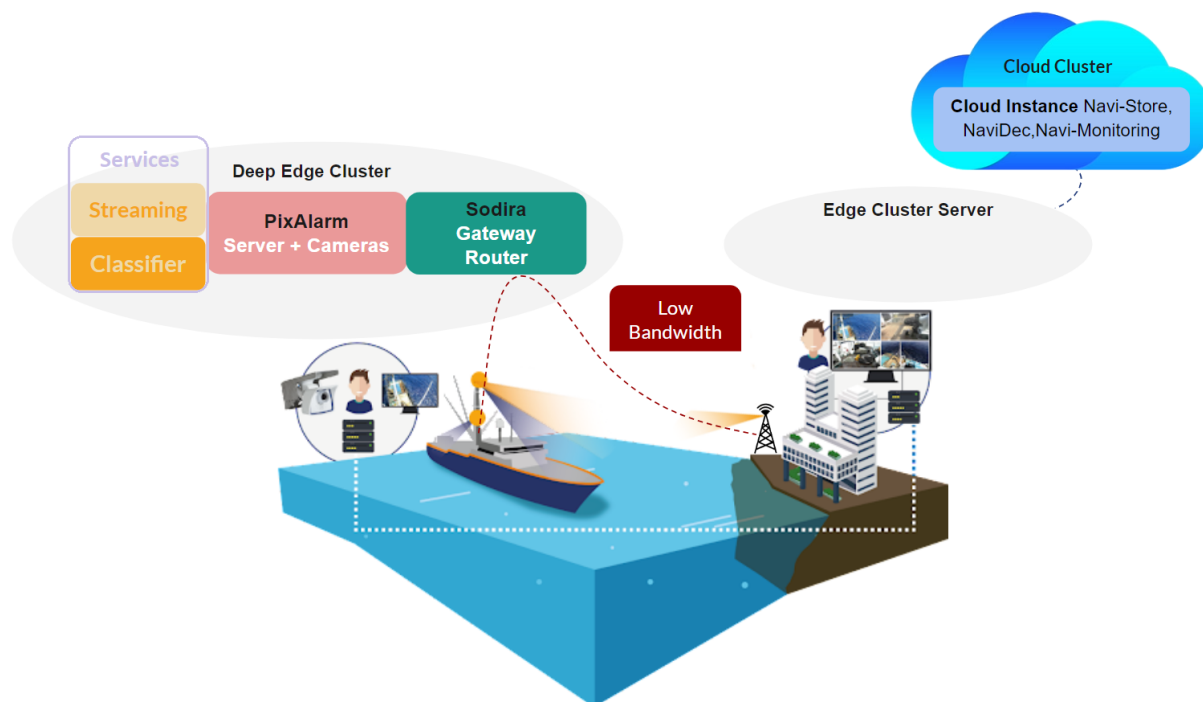 Cloud Cluster
Cloud Instance Navi-Store,
NaviDec,Navi-Monitoring
Services
Streaming
Classifier
Deep Edge Cluster
PixAlarm
Server + Cameras
Sodira
Gateway
Router
Edge Cluster Server
Low
Bandwidth